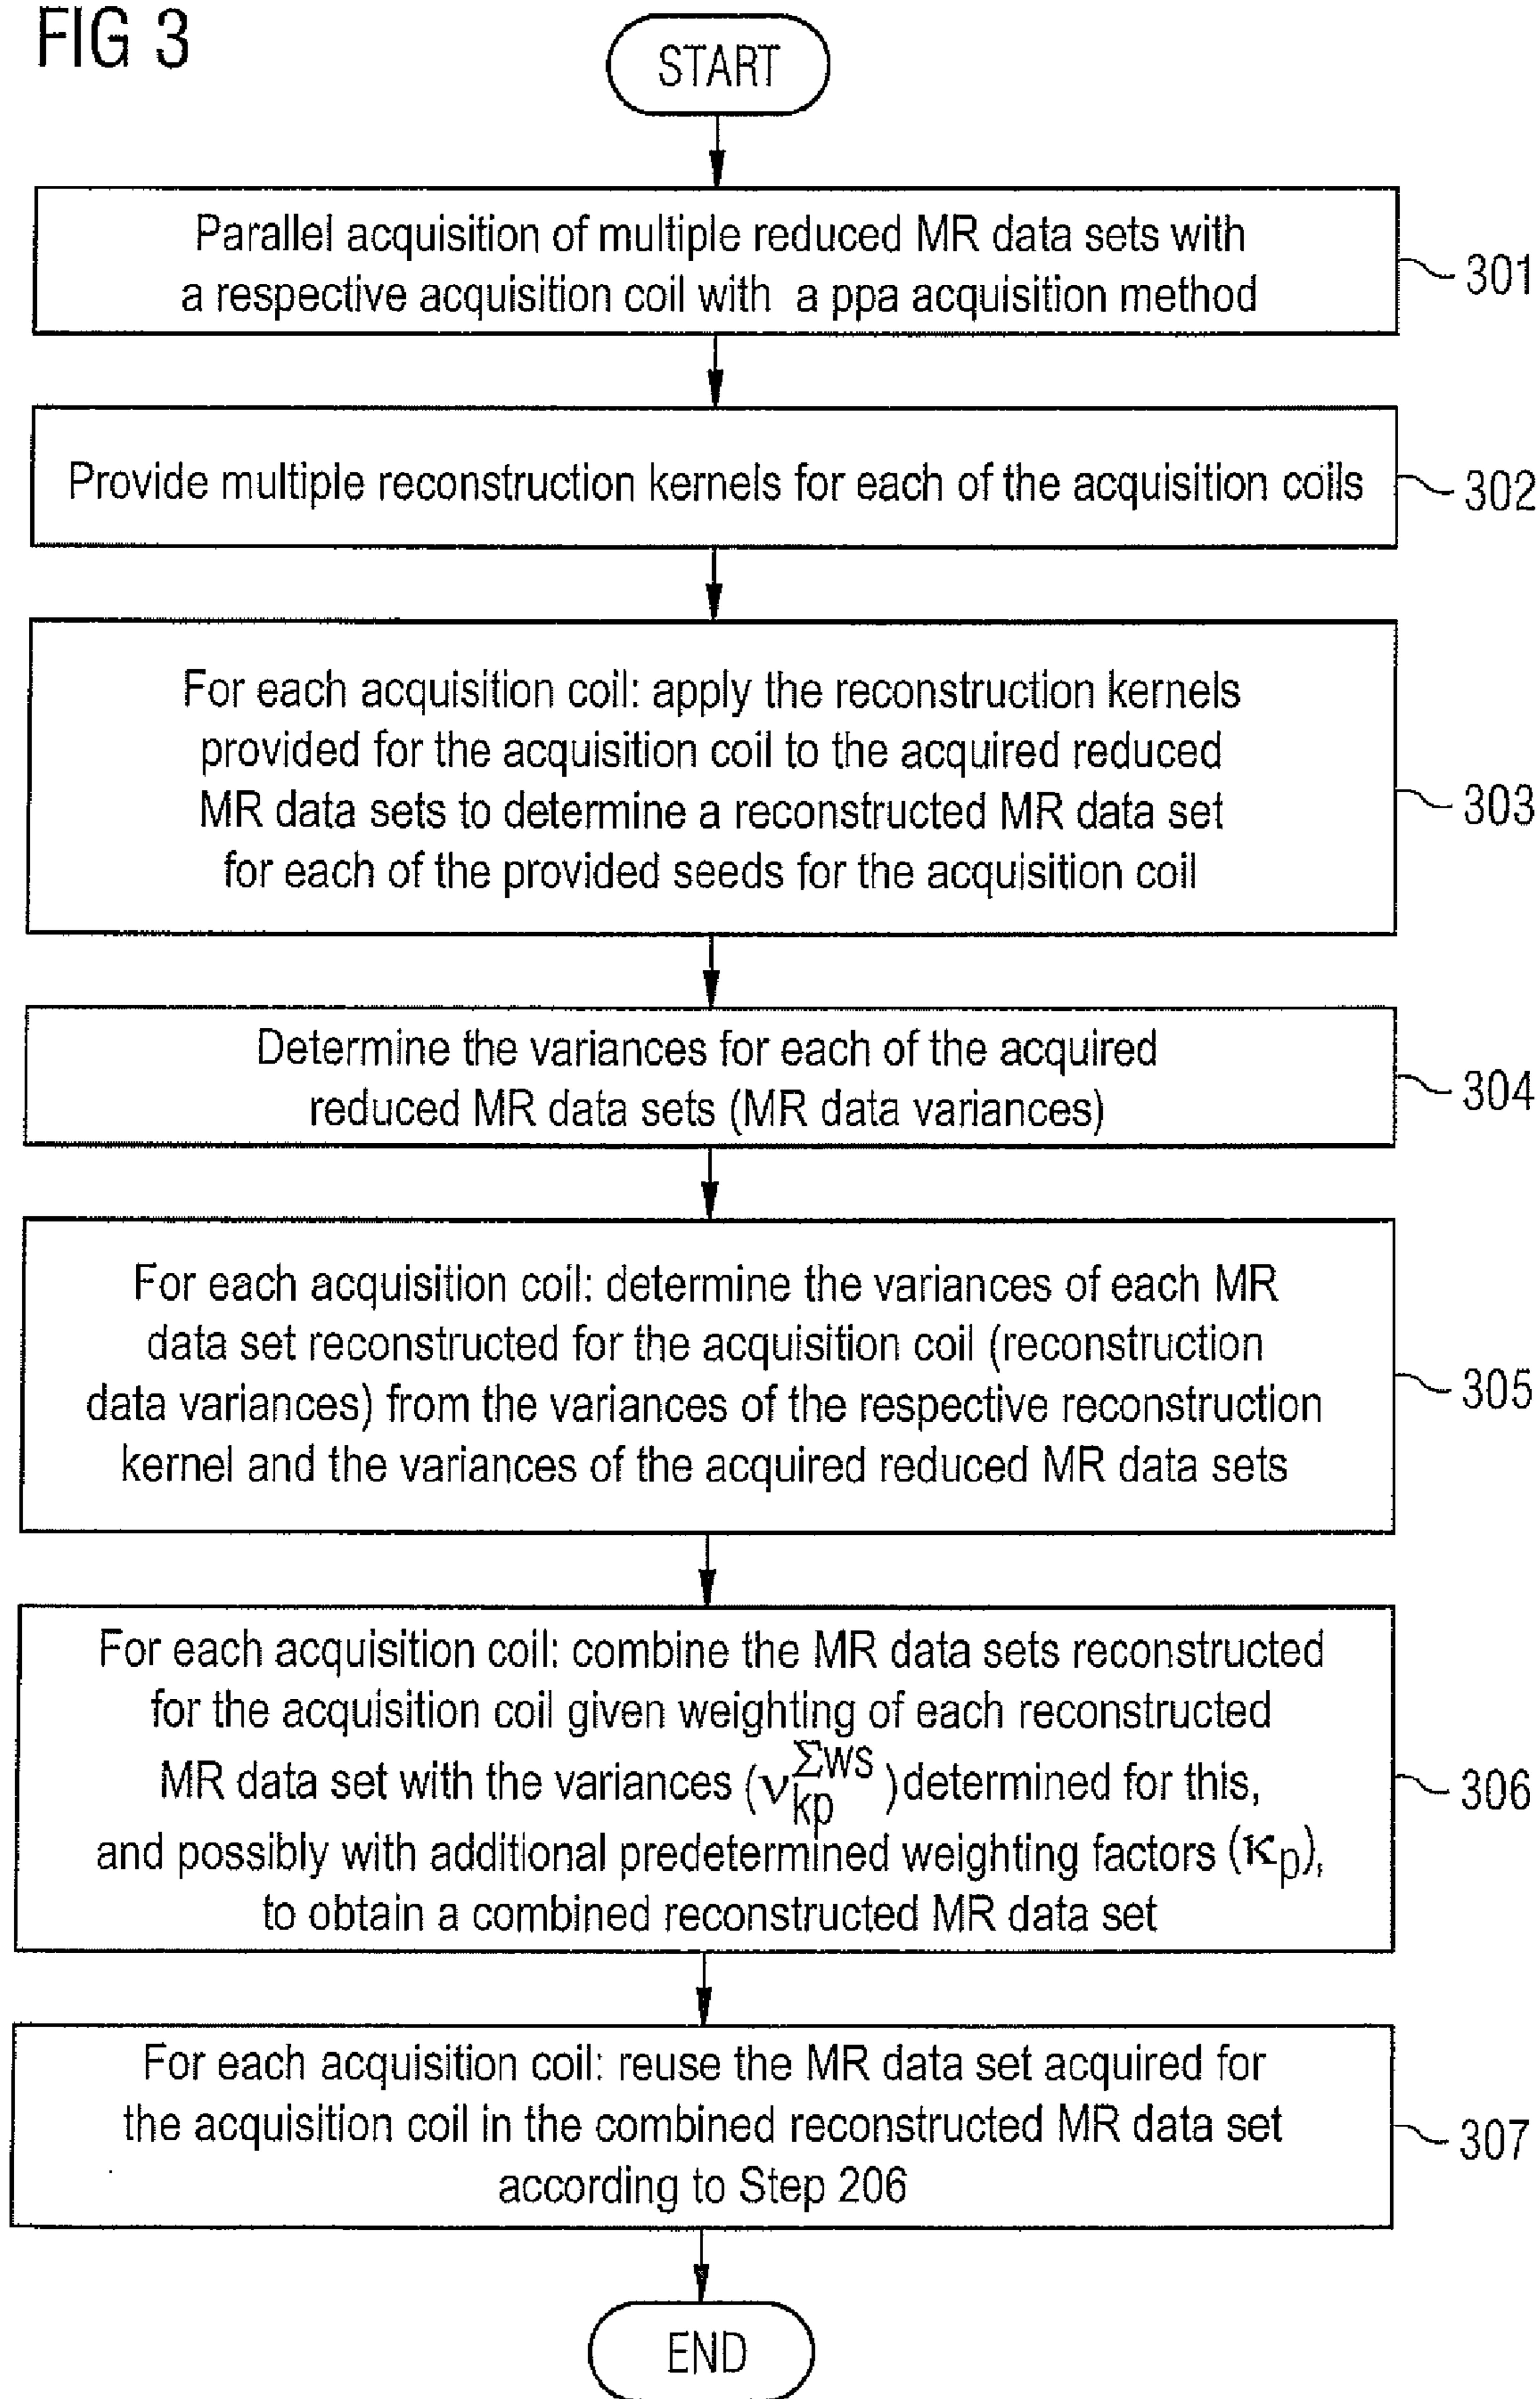 FIG 3
START
Parallel acquisition of multiple reduced MR data sets with
a respective acquisition coil with a ppa acquisition method
301
Provide multiple reconstruction kernels for each of the acquisition coils
302
For each acquisition coil: apply the reconstruction kernels
provided for the acquisition coil to the acquired reduced
MR data sets to determine a reconstructed MR data set
for each of the provided seeds for the acquisition coil
303
Determine the variances for each of the acquired
reduced MR data sets (MR data variances)
304
For each acquisition coil: determine the variances of each MR
data set reconstructed for the acquisition coil (reconstruction
data variances) from the variances of the respective reconstruction
kernel and the variances of the acquired reduced MR data sets
305
For each acquisition coil: combine the MR data sets reconstructed
for the acquisition coil given weighting of each reconstructed
MR data set with the variances (ν_{kp}^{ΣWS}) determined for this,
and possibly with additional predetermined weighting factors (κ_p),
to obtain a combined reconstructed MR data set
306
For each acquisition coil: reuse the MR data set acquired for
the acquisition coil in the combined reconstructed MR data set
according to Step 206
307
END